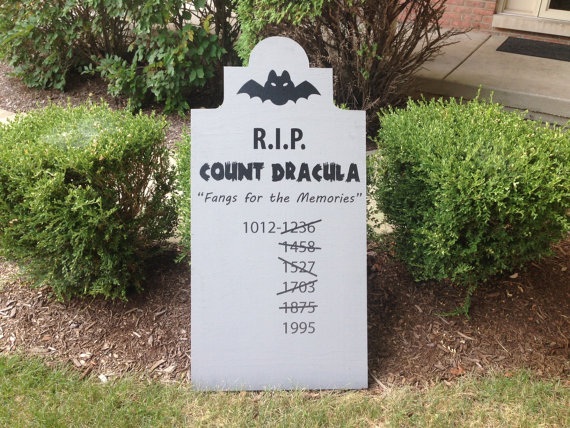 R.I.P.
COUNT DRACULA
"Fangs for the Memories"
1012-1236
1458
1527
1703
1875
1995